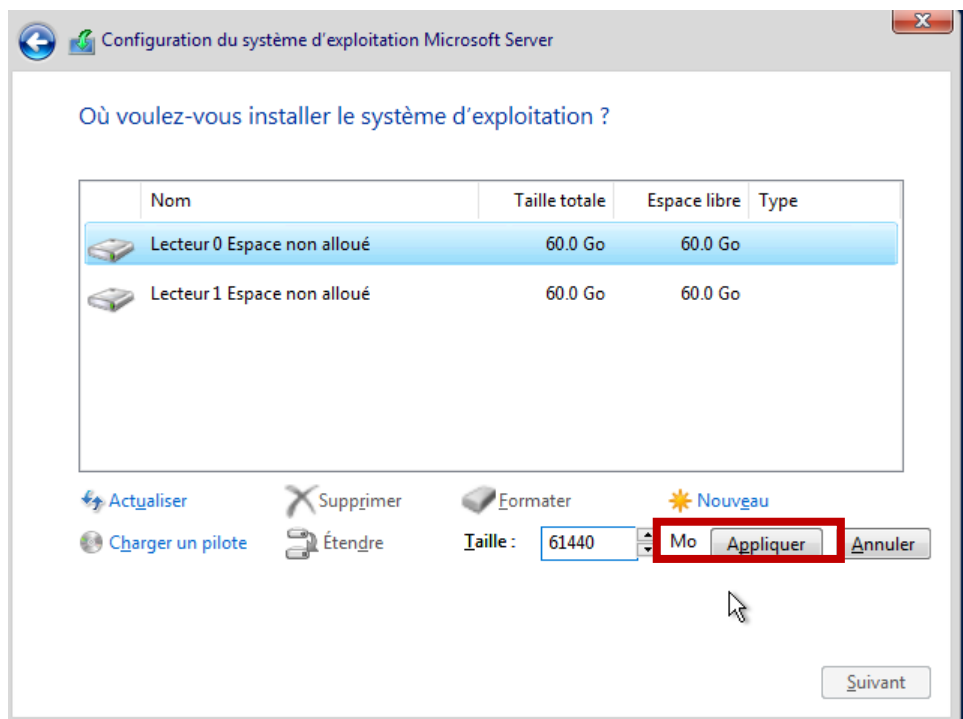 Configuration du système d'exploitation Microsoft Server
Où voulez-vous installer le système d'exploitation ?
Nom Taille totale Espace libre Type
Lecteur 0 Espace non alloué 60.0 Go 60.0 Go
Lecteur 1 Espace non alloué 60.0 Go 60.0 Go
Actualiser Supprimer Formater Nouveau
Charger un pilote Étendre Taille : 61440 Mo Appliquer Annuler
Suivant